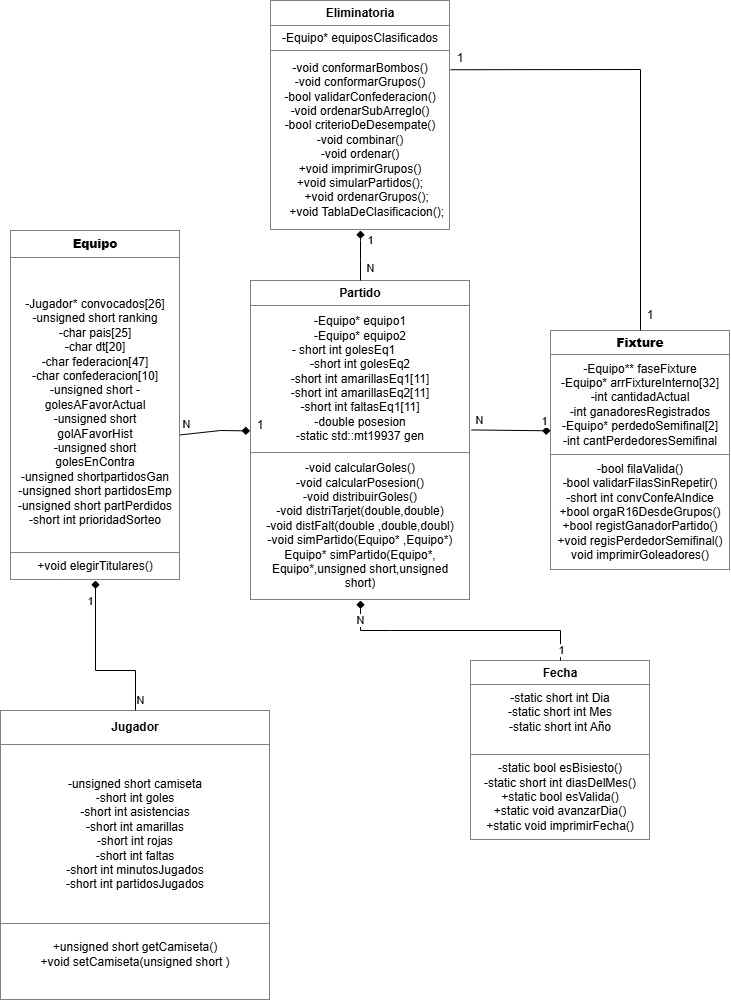 Eliminatoria
-Equipo* equiposClasificados
-void conformarBombos()
-void conformarGrupos()
-bool validarConfederacion()
-void ordenarSubArreglo()
-bool criterioDeDesempate()
-void combinar()
-void ordenar()
+void imprimirGrupos()
+void simularPartidos();
+void ordenarGrupos();
+void TablaDeClasificacion();
1
1
N
1
Equipo
-Jugador* convocados[26]
-unsigned short ranking
-char pais[25]
-char dt[20]
-char federacion[47]
-char confederacion[10]
-unsigned short -
golesAFavorActual
-unsigned short
golAFavorHist
-unsigned short
golesEnContra
-unsigned shortpartidosGan
-unsigned short partidosEmp
-unsigned short partPerdidos
-short int prioridadSorteo
+void elegirTitulares()
N
1
Partido
-Equipo* equipo1
-Equipo* equipo2
- short int golesEq1
-short int golesEq2
-short int amarillasEq1[11]
-short int amarillasEq2[11]
-short int faltasEq1[11]
-double posesion
-static std::mt19937 gen
-void calcularGoles()
-void calcularPosesion()
-void distribuirGoles()
-void distriTarjet(double,double)
-void distFalt(double ,double,doubl)
-void simPartido(Equipo* ,Equipo*)
Equipo* simPartido(Equipo*,
Equipo*,unsigned short,unsigned
short)
N
1
Fixture
-Equipo** faseFixture
-Equipo* arrFixtureInterno[32]
-int cantidadActual
-int ganadoresRegistrados
-Equipo* perdedoSemifinal[2]
-int cantPerdedoresSemifinal
-bool filaValida()
-bool validarFilasSinRepetir()
-short int convConfeAIndice
+bool orgaR16DesdeGrupos()
+bool registGanadorPartido()
+void regisPerdedorSemifinal()
void imprimirGoleadores()
1
N
N
1
Fecha
-static short int Dia
-static short int Mes
-static short int Año
-static bool esBisiesto()
-static short int diasDelMes()
+static bool esValida()
+static void avanzarDia()
+static void imprimirFecha()
Jugador
-unsigned short camiseta
-short int goles
-short int asistencias
-short int amarillas
-short int rojas
-short int faltas
-short int minutosJugados
-short int partidosJugados
+unsigned short getCamiseta()
+void setCamiseta(unsigned short )